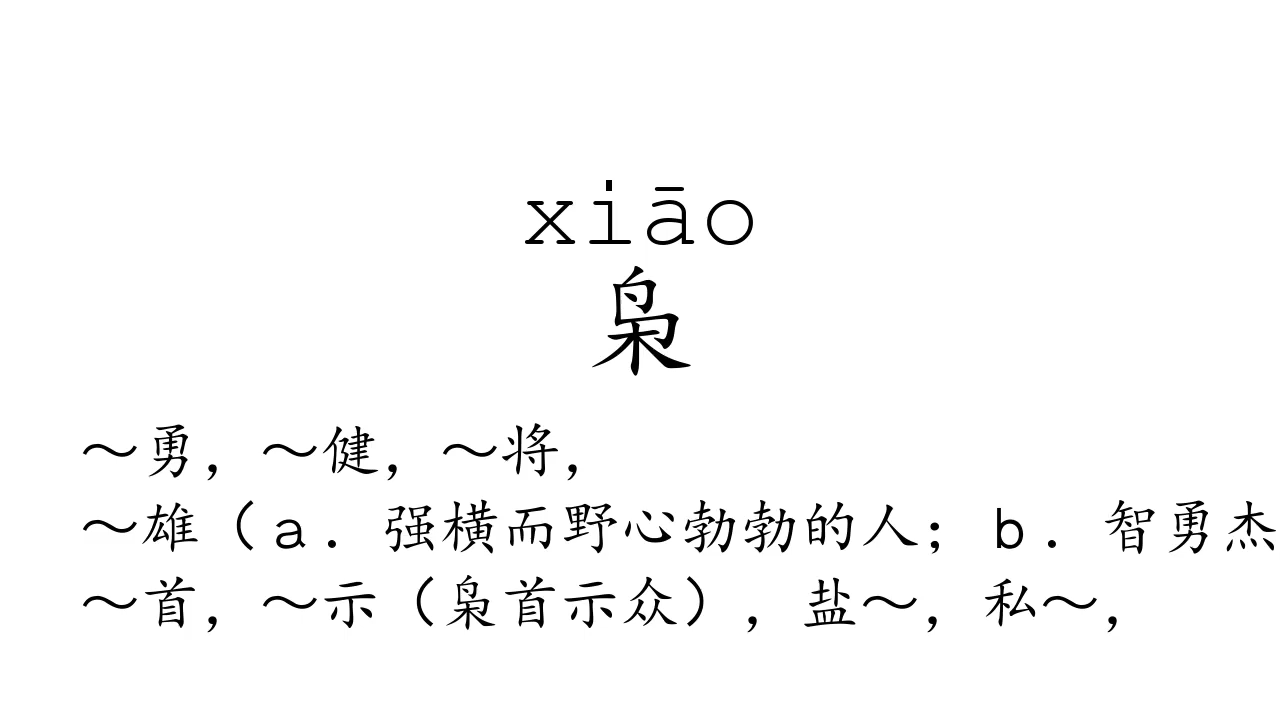 xiāo
枭
～勇，～健，～将，
～雄（ａ．强横而野心勃勃的人；ｂ．智勇杰
～首，～示（枭首示众），盐～，私～，